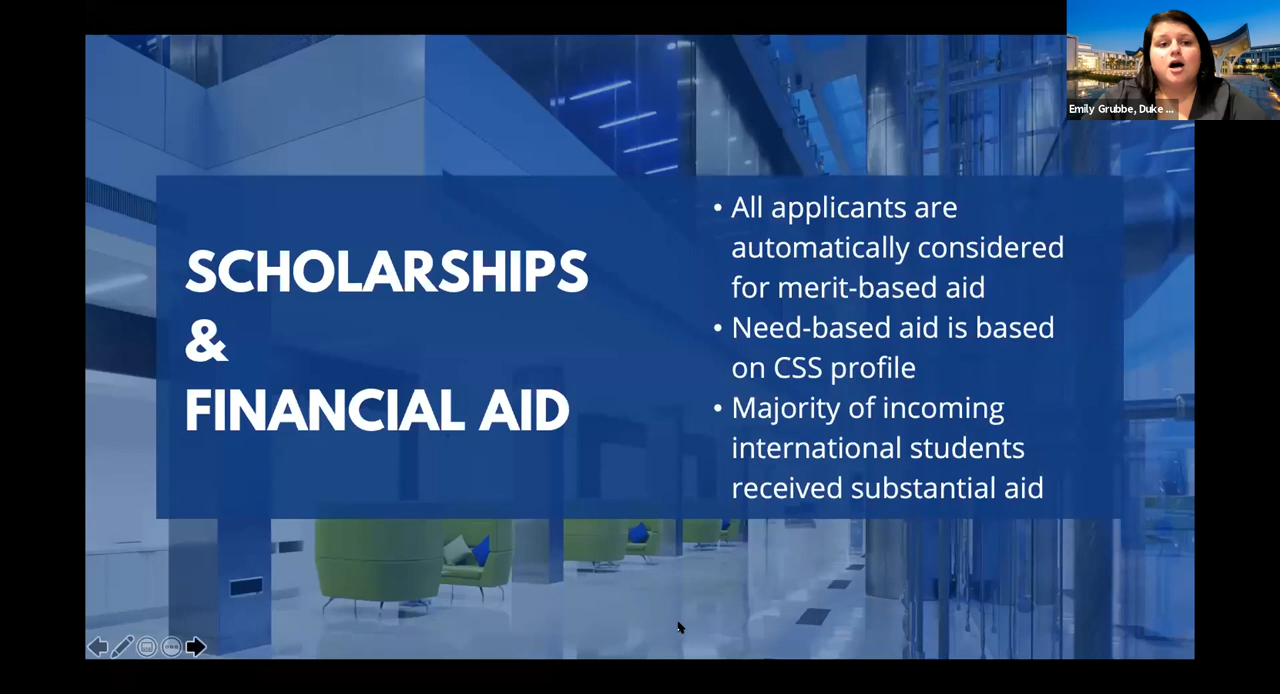 SCHOLARSHIPS
&
FINANCIAL AID
• All applicants are
automatically considered
for merit-based aid
• Need-based aid is based
on CSS profile
• Majority of incoming
international students
received substantial aid
Emily Grubbe, Duke ...